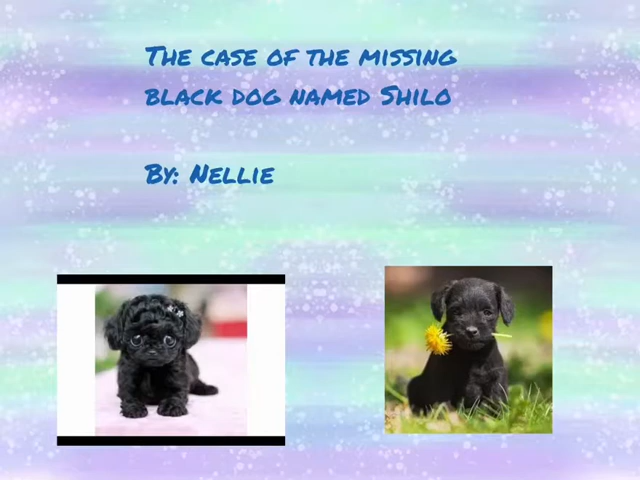 The case of the missing
black dog named Shilo
By: Nellie